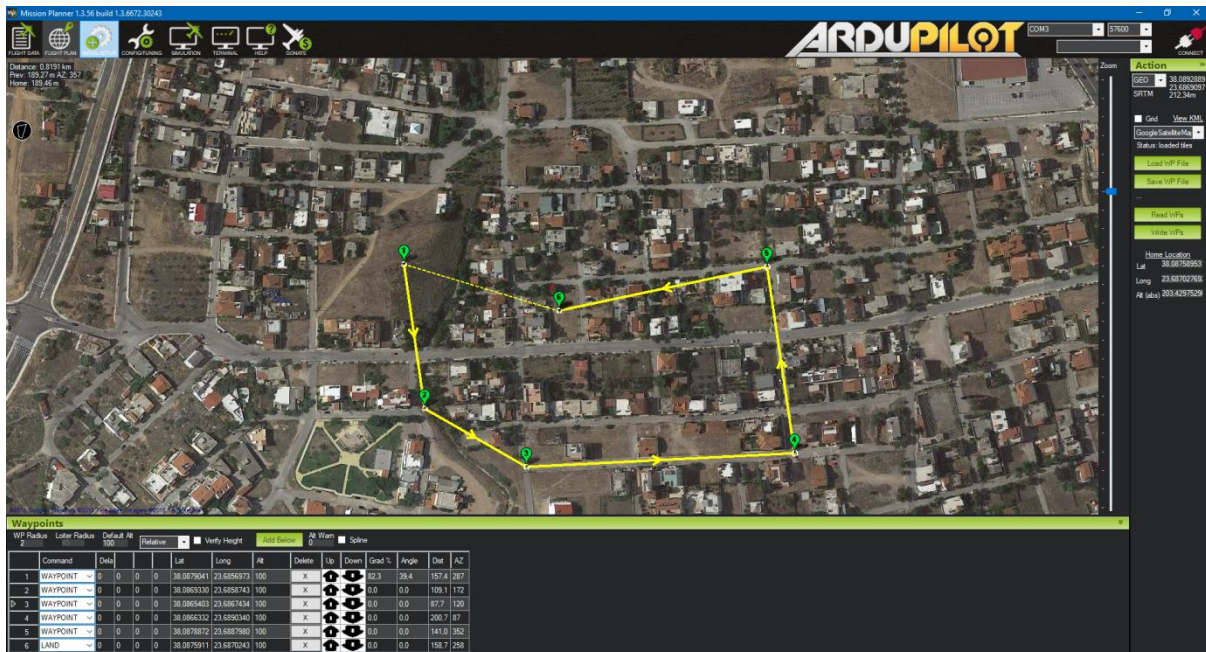 Mission Planner 1.3.56 build 1.3.6672.30243
FLIGHT DATA
FLIGHT PLAN
INITIAL SETUP
CONFIG/TUNING
SIMULATION
TERMINAL
HELP
DONATE
ARDUPILOT
COM3
57600
CONNECT
Distance: 0.8191 km
Prev: 189.27 m AZ: 357
Home: 189.46 m
Zoom
Action
GEO
38.0892889
23.6869097
SRTM
212.34m
Grid
View KML
GoogleSatelliteMap
Status: loaded tiles
Load WP File
Save WP File
Read WPs
Write WPs
Home Location
Lat
38,08758953
Long
23,68702769
Alt (abs)
203,4297529
1
2
3
4
5
6
Waypoints
WP Radius
2
Loiter Radius
45
Default Alt
100
Relative
Verify Height
Add Below
Alt Warn
0
Spline
Command Dela Lat Long Alt Delete Up Down Grad % Angle Dist AZ
1 WAYPOINT 0 0 0 0 38.0879041 23.6856973 100 X 82,3 39,4 157,4 287
2 WAYPOINT 0 0 0 0 38.0869330 23.6858743 100 X 0,0 0,0 109,1 172
3 WAYPOINT 0 0 0 0 38.0865403 23.6867434 100 X 0,0 0,0 87,7 120
4 WAYPOINT 0 0 0 0 38.0866332 23.6890340 100 X 0,0 0,0 200,7 87
5 WAYPOINT 0 0 0 0 38.0878872 23.6887980 100 X 0,0 0,0 141,0 352
6 LAND 0 0 0 0 38.0875911 23.6870243 100 X 0,0 0,0 158,7 258